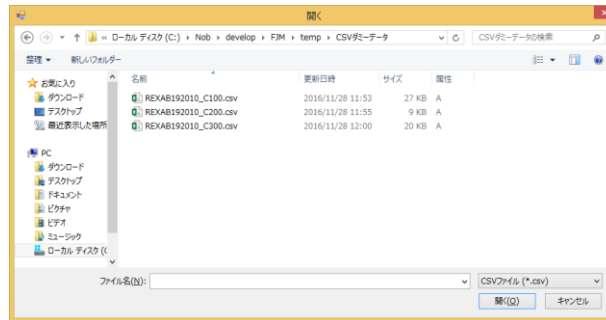 開く
« ローカル ディスク (C:) › Nob › develop › FJM › temp › CSVダミーデータ
CSVダミーデータの検索
整理
新しいフォルダー
名前 更新日時 サイズ 属性
REXAB192010_C100.csv 2016/11/28 11:53 27 KB A
REXAB192010_C200.csv 2016/11/28 11:55 9 KB A
REXAB192010_C300.csv 2016/11/28 12:00 20 KB A
お気に入り
ダウンロード
デスクトップ
最近表示した場所
PC
ダウンロード
デスクトップ
ドキュメント
ピクチャ
ビデオ
ミュージック
ローカル ディスク (C
ファイル名(N):
CSVファイル (*.csv)
開く(O)
キャンセル